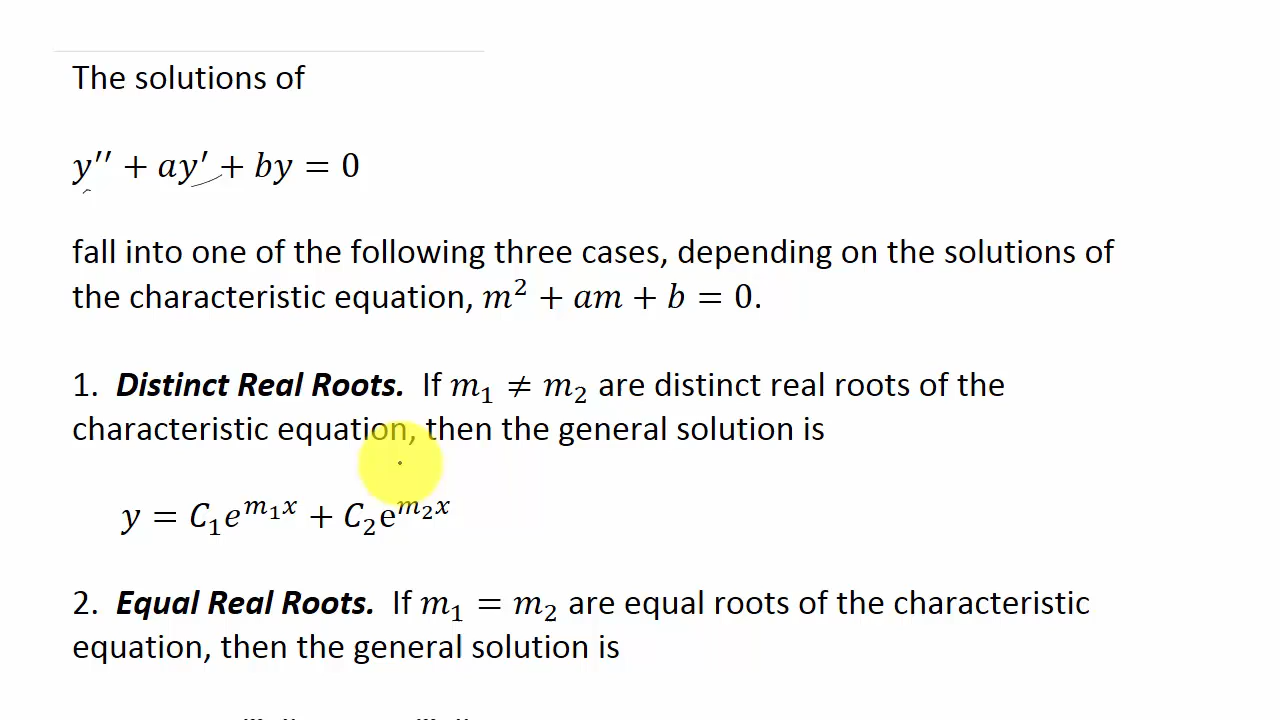 The solutions of
y′′ + ay′ + by = 0
fall into one of the following three cases, depending on the solutions of
the characteristic equation, m² + am + b = 0.
1. Distinct Real Roots. If m₁ ≠ m₂ are distinct real roots of the
characteristic equation, then the general solution is
y = C₁e^{m₁x} + C₂e^{m₂x}
2. Equal Real Roots. If m₁ = m₂ are equal roots of the characteristic
equation, then the general solution is